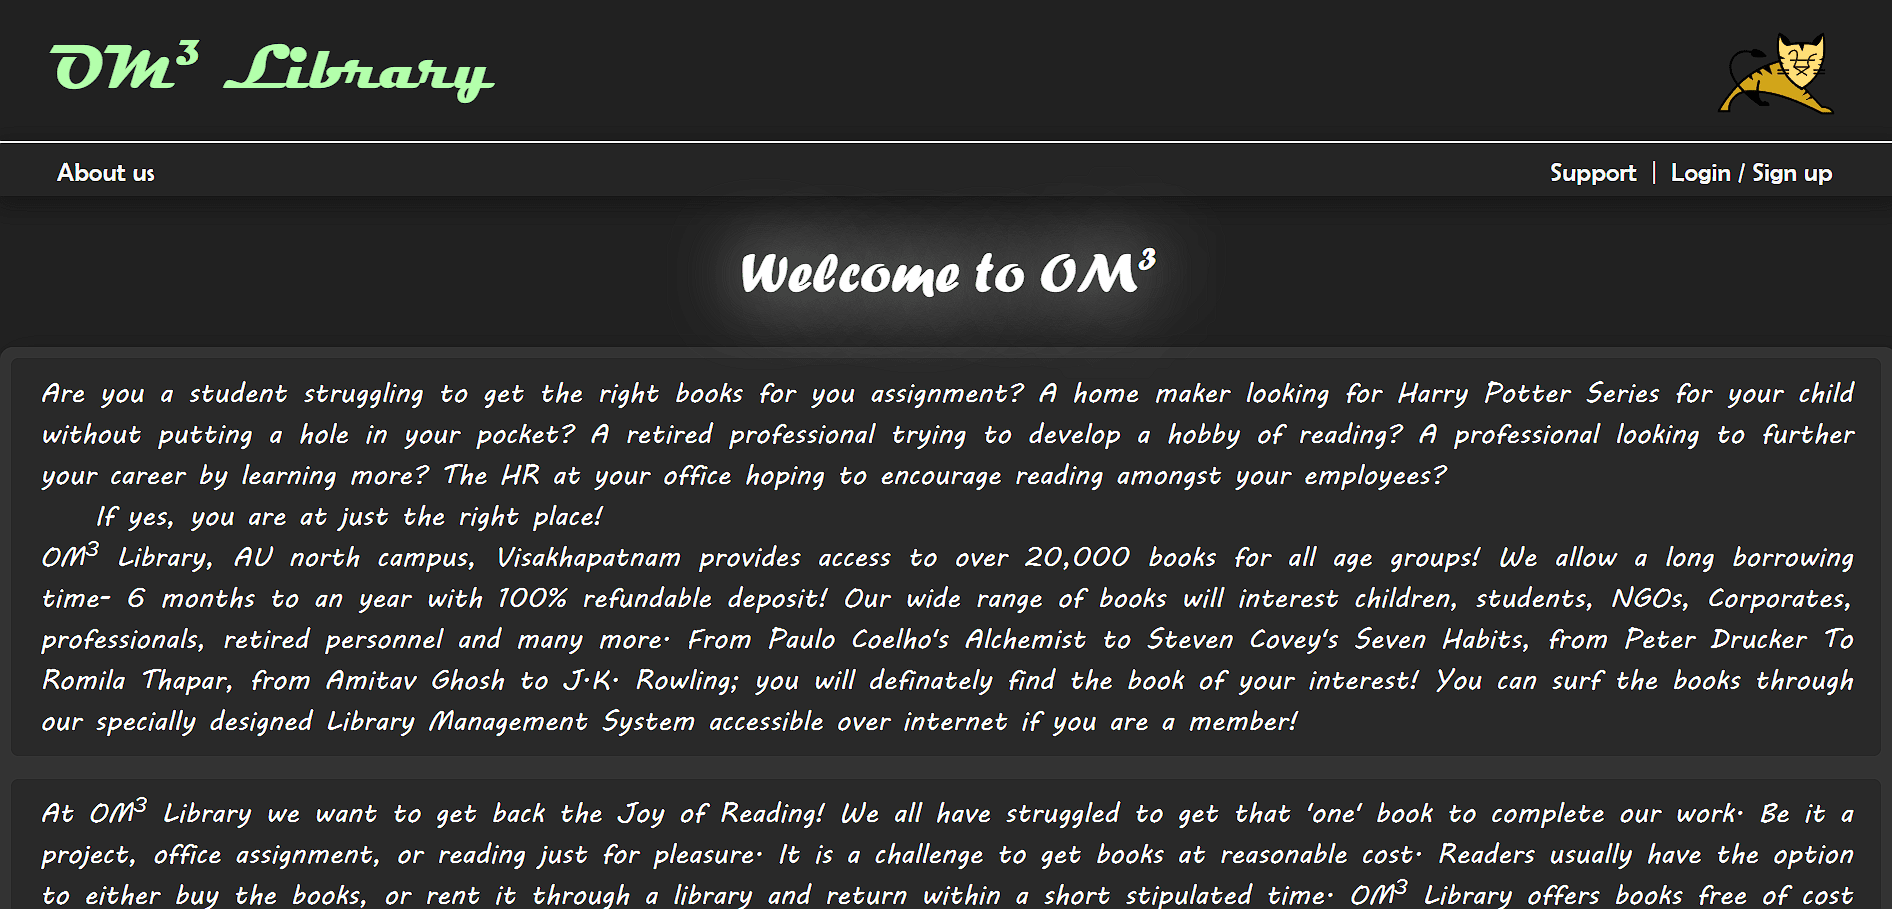 OM³ Library
About us
Support | Login / Sign up
Welcome to OM³
Are you a student struggling to get the right books for you assignment? A home maker looking for Harry Potter Series for your child
without putting a hole in your pocket? A retired professional trying to develop a hobby of reading? A professional looking to further
your career by learning more? The HR at your office hoping to encourage reading amongst your employees?
If yes, you are at just the right place!
OM³ Library, AU north campus, Visakhapatnam provides access to over 20,000 books for all age groups! We allow a long borrowing
time- 6 months to an year with 100% refundable deposit! Our wide range of books will interest children, students, NGOs, Corporates,
professionals, retired personnel and many more. From Paulo Coelho's Alchemist to Steven Covey's Seven Habits, from Peter Drucker To
Romila Thapar, from Amitav Ghosh to J.K. Rowling; you will definately find the book of your interest! You can surf the books through
our specially designed Library Management System accessible over internet if you are a member!
At OM³ Library we want to get back the Joy of Reading! We all have struggled to get that 'one' book to complete our work. Be it a
project, office assignment, or reading just for pleasure. It is a challenge to get books at reasonable cost. Readers usually have the option
to either buy the books, or rent it through a library and return within a short stipulated time. OM³ Library offers books free of cost